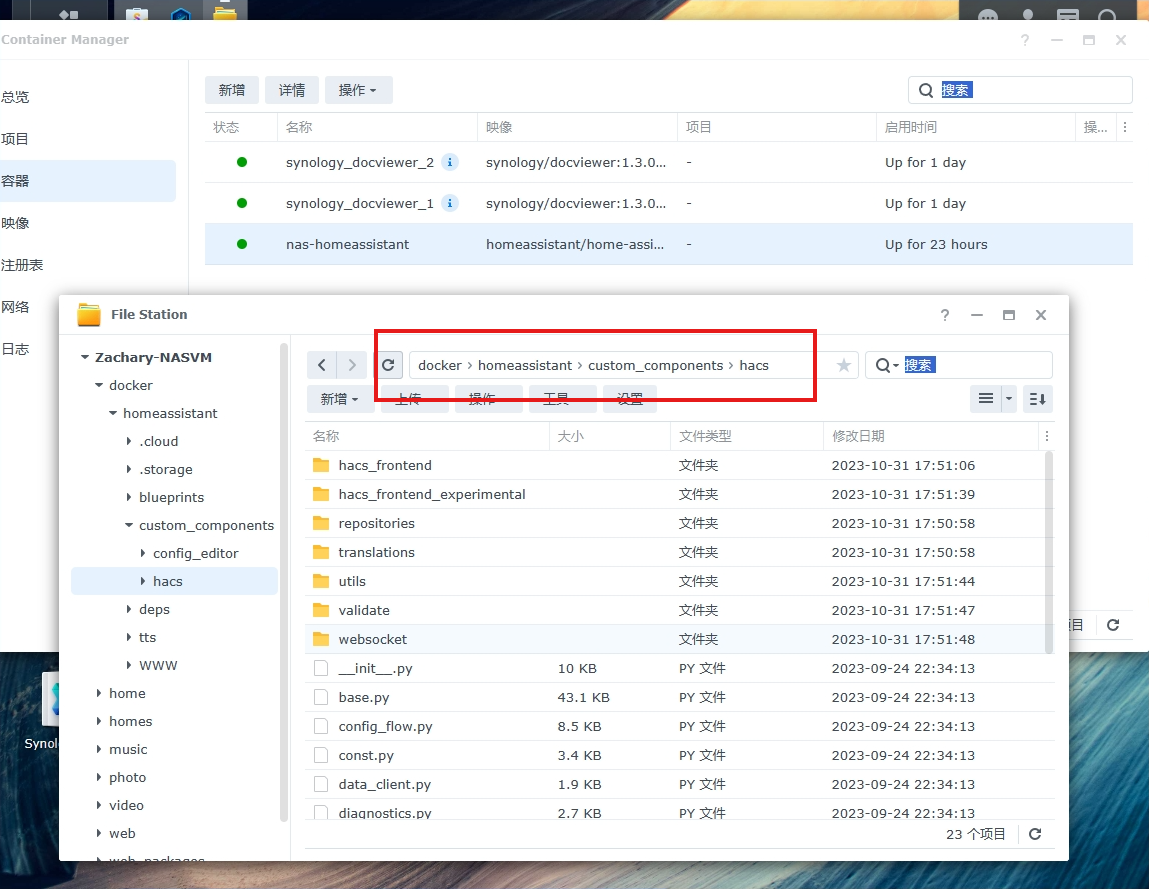 Container Manager
总览
项目
容器
映像
注册表
网络
日志
新增 详情 操作 搜索
状态 名称 映像 项目 启用时间 操...
synology_docviewer_2 synology/docviewer:1.3.0... - Up for 1 day
synology_docviewer_1 synology/docviewer:1.3.0... - Up for 1 day
nas-homeassistant homeassistant/home-assi... - Up for 23 hours
File Station
Zachary-NASVM
docker
homeassistant
.cloud
.storage
blueprints
custom_components
config_editor
hacs
deps
tts
WWW
home
homes
music
photo
video
web
web_packages
docker › homeassistant › custom_components › hacs 搜索
新增 上传 操作 工具 设置
名称 大小 文件类型 修改日期
hacs_frontend 文件夹 2023-10-31 17:51:06
hacs_frontend_experimental 文件夹 2023-10-31 17:51:39
repositories 文件夹 2023-10-31 17:50:58
translations 文件夹 2023-10-31 17:50:58
utils 文件夹 2023-10-31 17:51:44
validate 文件夹 2023-10-31 17:51:47
websocket 文件夹 2023-10-31 17:51:48
__init__.py 10 KB PY 文件 2023-09-24 22:34:13
base.py 43.1 KB PY 文件 2023-09-24 22:34:13
config_flow.py 8.5 KB PY 文件 2023-09-24 22:34:13
const.py 3.4 KB PY 文件 2023-09-24 22:34:13
data_client.py 1.9 KB PY 文件 2023-09-24 22:34:13
diagnostics.py 2.7 KB PY 文件 2023-09-24 22:34:13
23 个项目
项目
Synolo